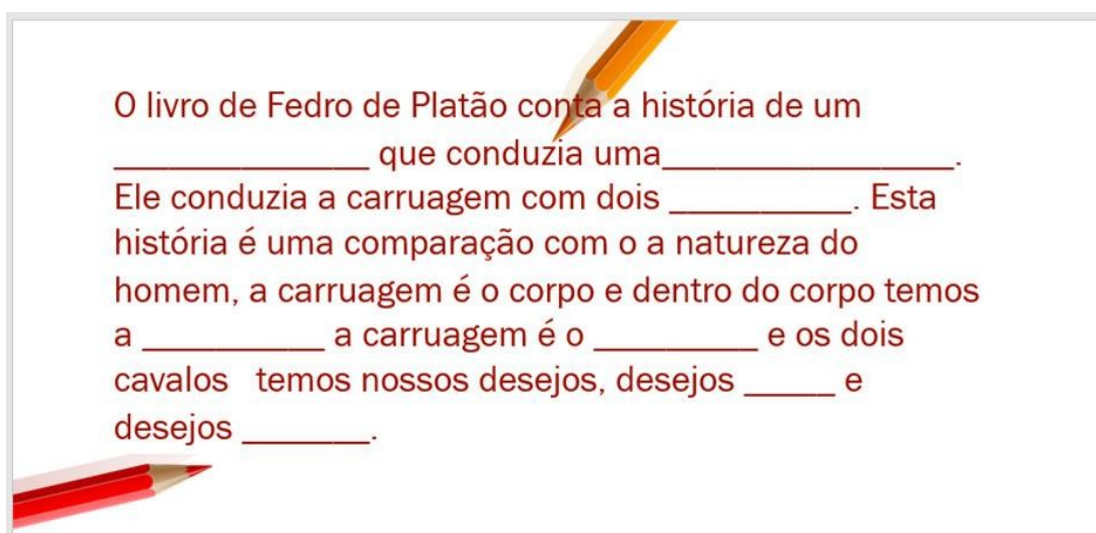 O livro de Fedro de Platão conta a história de um
______________ que conduzia uma________________.
Ele conduzia a carruagem com dois __________. Esta
história é uma comparação com o a natureza do
homem, a carruagem é o corpo e dentro do corpo temos
a __________ a carruagem é o _________ e os dois
cavalos   temos nossos desejos, desejos _____ e
desejos _______.